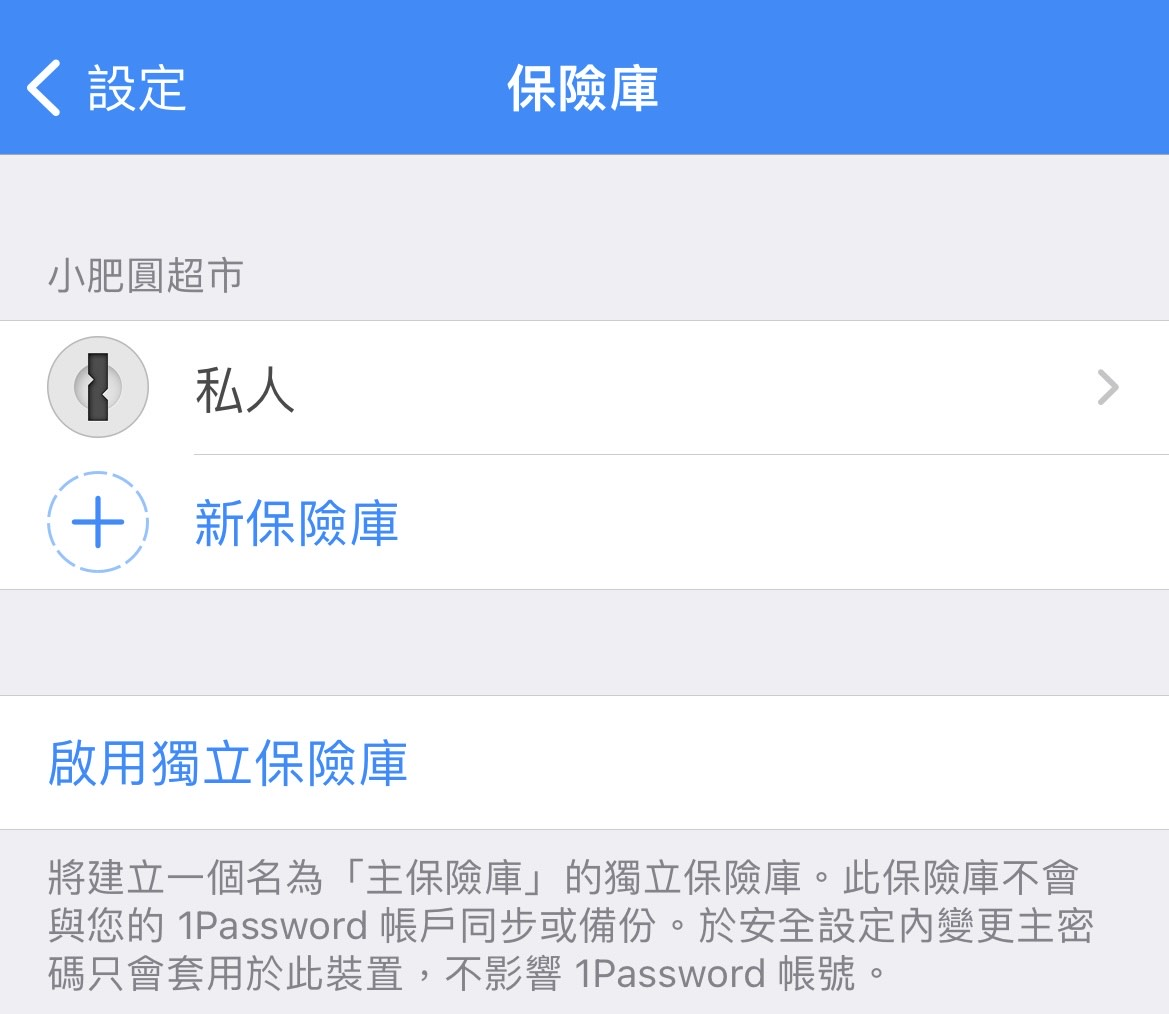 設定
保險庫
小肥圓超市
私人
新保險庫
啟用獨立保險庫
將建立一個名為「主保險庫」的獨立保險庫。此保險庫不會
與您的 1Password 帳戶同步或備份。於安全設定內變更主密
碼只會套用於此裝置，不影響 1Password 帳號。